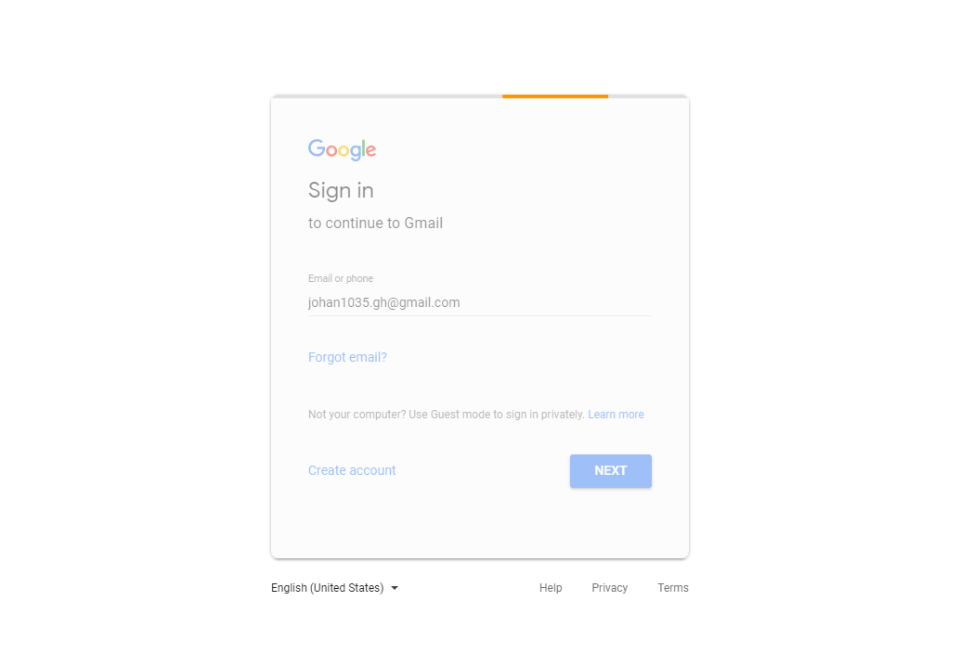 Google
Sign in
to continue to Gmail
Email or phone
johan1035.gh@gmail.com
Forgot email?
Not your computer? Use Guest mode to sign in privately. Learn more
Create account NEXT
English (United States) Help Privacy Terms